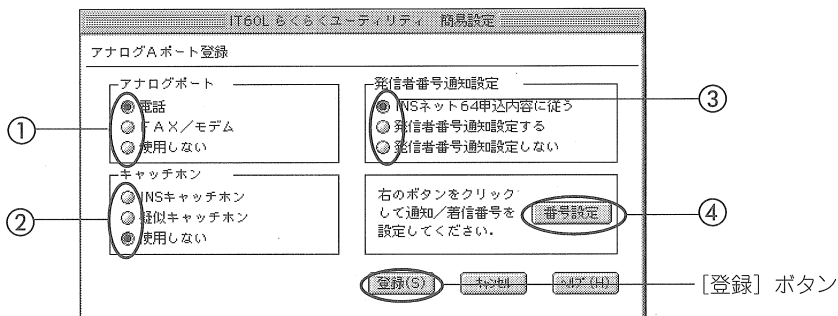 IT60L らくらくユーティリティ 簡易設定
アナログAポート登録
アナログポート
電話
FAX/モデム
使用しない
発信者番号通知設定
INSネット64申込内容に従う
発信者番号通知設定する
発信者番号通知設定しない
キャッチホン
INSキャッチホン
疑似キャッチホン
使用しない
右のボタンをクリック
して通知/着信番号を
設定してください.
番号設定
登録(S)
キャンセル
ヘルプ(H)
①
②
③
④
[登録] ボタン